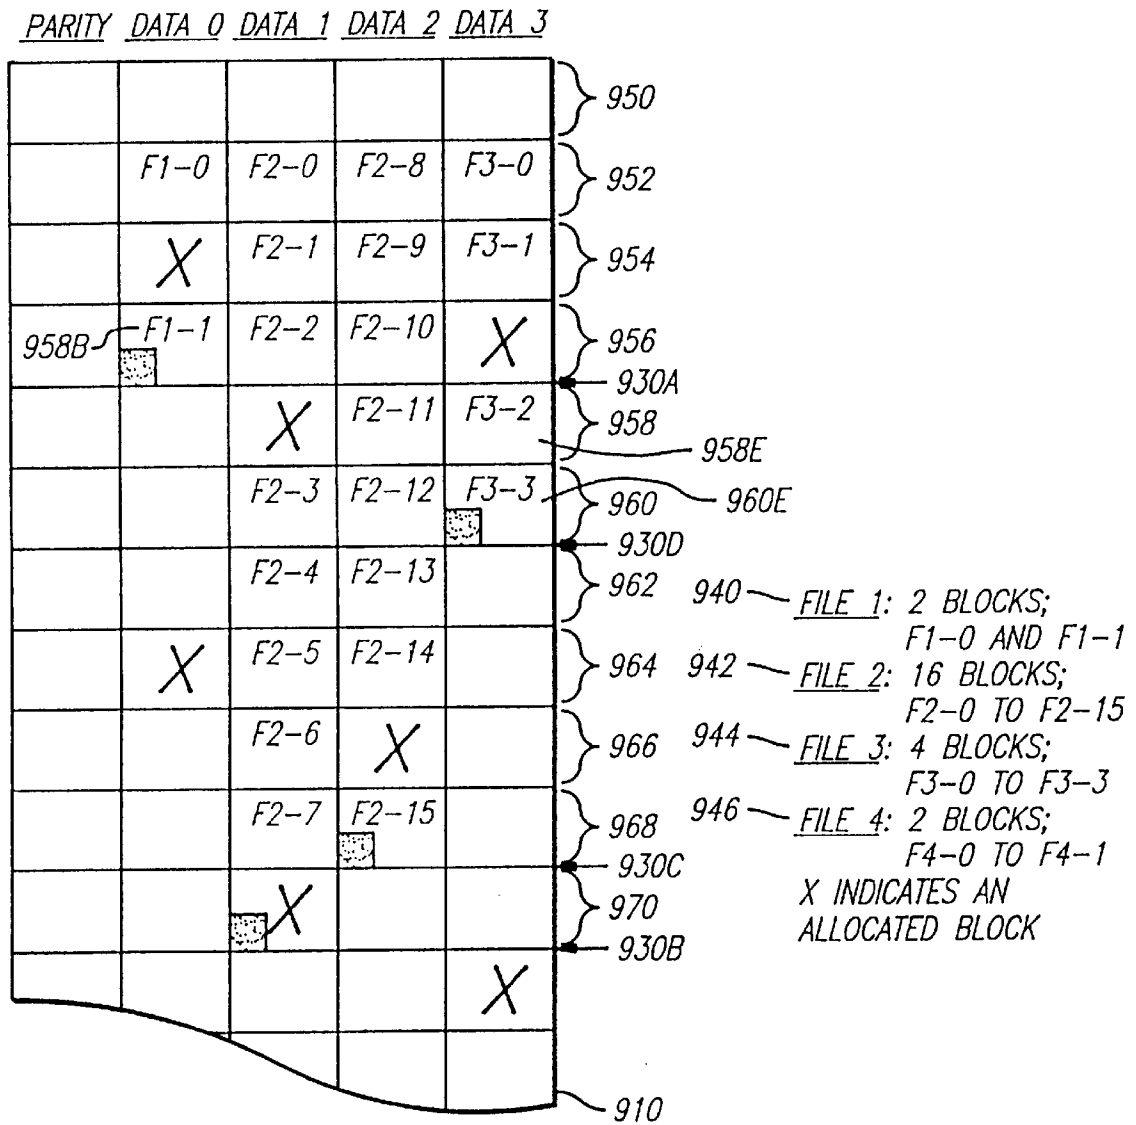 PARITY DATA 0 DATA 1 DATA 2 DATA 3
950
F1-0 F2-0 F2-8 F3-0 952
X F2-1 F2-9 F3-1 954
958B F1-1 F2-2 F2-10 X 956
930A
X F2-11 F3-2 958
958E
F2-3 F2-12 F3-3 960 960E
930D
F2-4 F2-13 962
X F2-5 F2-14 964
F2-6 X 966
F2-7 F2-15 968
930C
X 970
930B
X
910
940 FILE 1: 2 BLOCKS;
F1-0 AND F1-1
942 FILE 2: 16 BLOCKS;
F2-0 TO F2-15
944 FILE 3: 4 BLOCKS;
F3-0 TO F3-3
946 FILE 4: 2 BLOCKS;
F4-0 TO F4-1
X INDICATES AN
ALLOCATED BLOCK